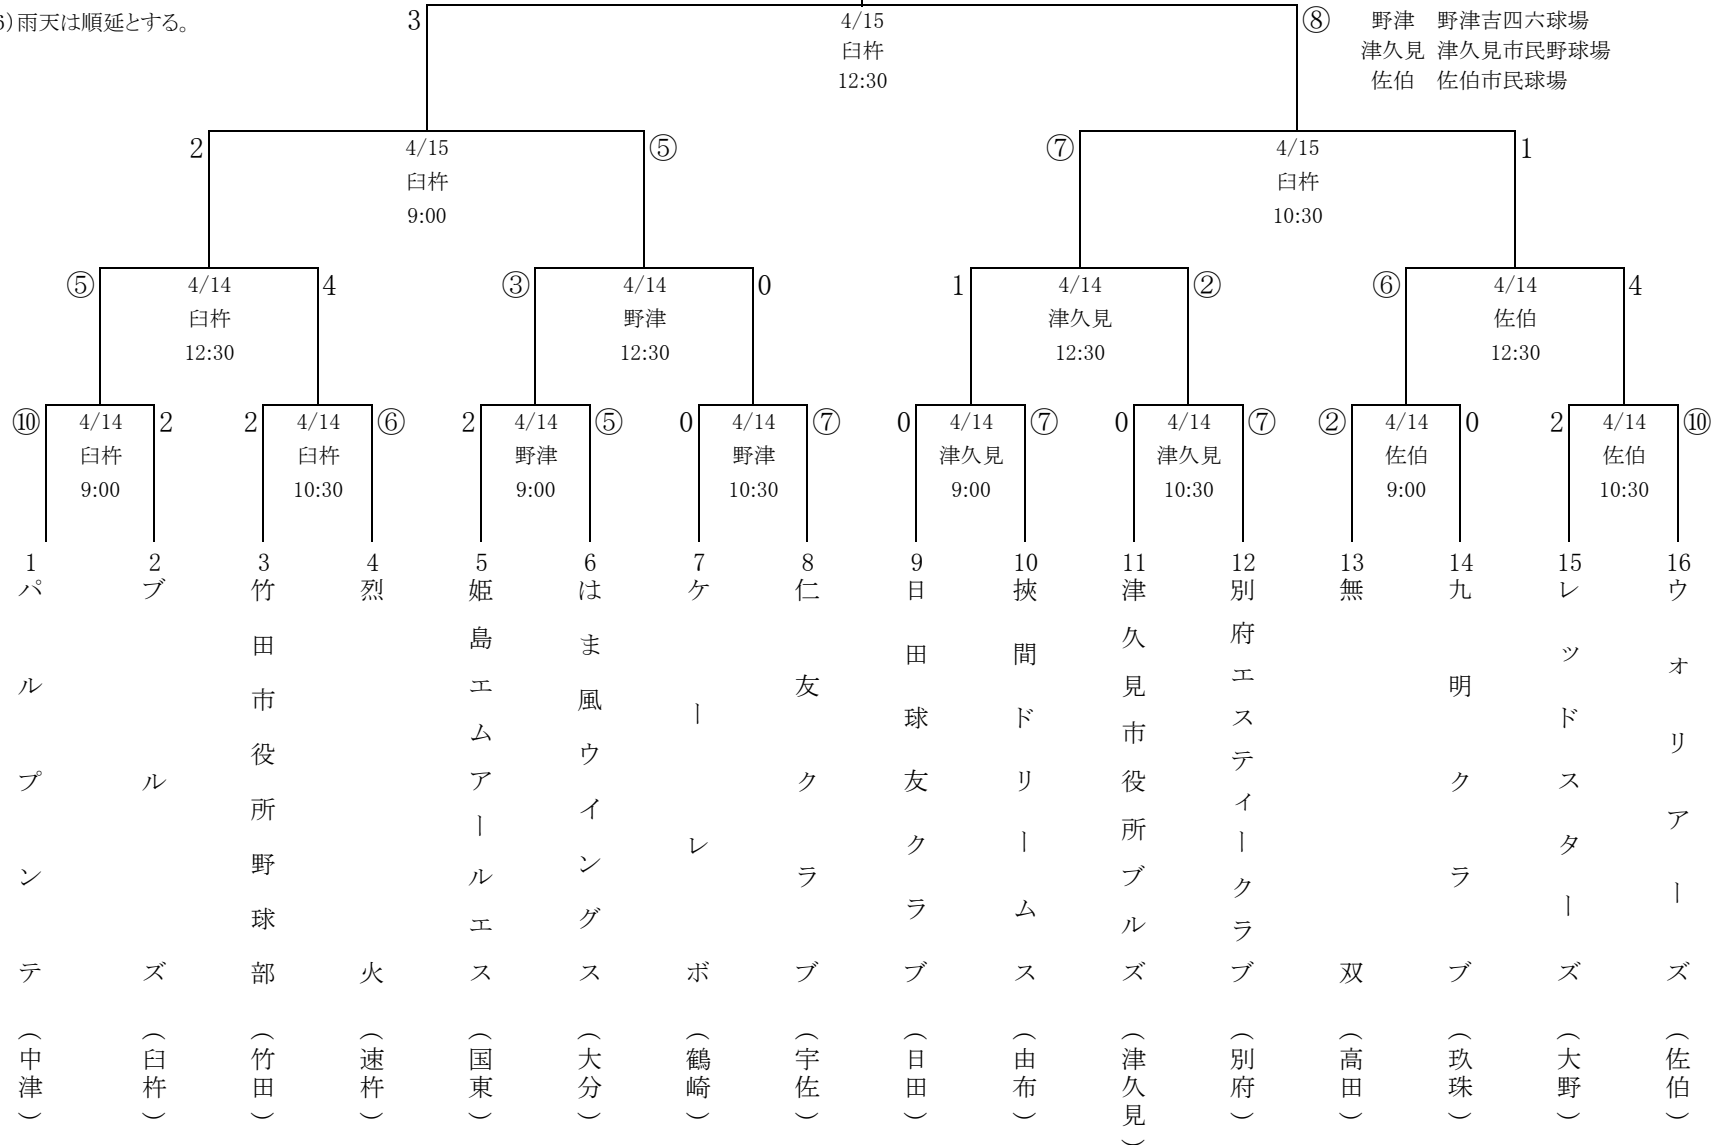 6）雨天は順延とする。
3
4/15
臼杵
12:30
⑧
野津　野津吉四六球場
津久見　津久見市民野球場
佐伯　佐伯市民球場
2
4/15
臼杵
9:00
⑤
⑦
4/15
臼杵
10:30
1
⑤
4/14
臼杵
12:30
4
③
4/14
野津
12:30
0
1
4/14
津久見
12:30
②
⑥
4/14
佐伯
12:30
4
⑩
4/14
臼杵
9:00
2
2
4/14
臼杵
10:30
⑥
2
4/14
野津
9:00
⑤
0
4/14
野津
10:30
⑦
0
4/14
津久見
9:00
⑦
0
4/14
津久見
10:30
⑦
②
4/14
佐伯
9:00
0
2
4/14
佐伯
10:30
⑩
1
パルプンテ（中津）
2
ブルズ（臼杵）
3
竹田市役所野球部（竹田）
4
烈火（速杵）
5
姫島エムアールエス（国東）
6
はま風ウイングス（大分）
7
ケーレボ（鶴崎）
8
仁友クラブ（宇佐）
9
日田球友クラブ（日田）
10
挾間ドリームス（由布）
11
津久見市役所ブルズ（津久見）
12
別府エスティークラブ（別府）
13
無双（高田）
14
九明クラブ（玖珠）
15
レッドスターズ（大野）
16
ウォリアーズ（佐伯）